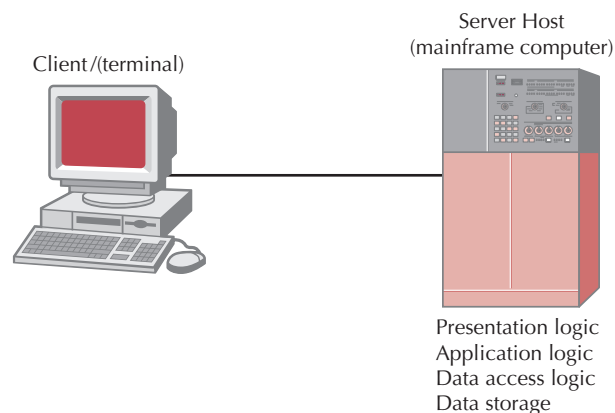 Server Host
(mainframe computer)
Client/(terminal)
Presentation logic
Application logic
Data access logic
Data storage